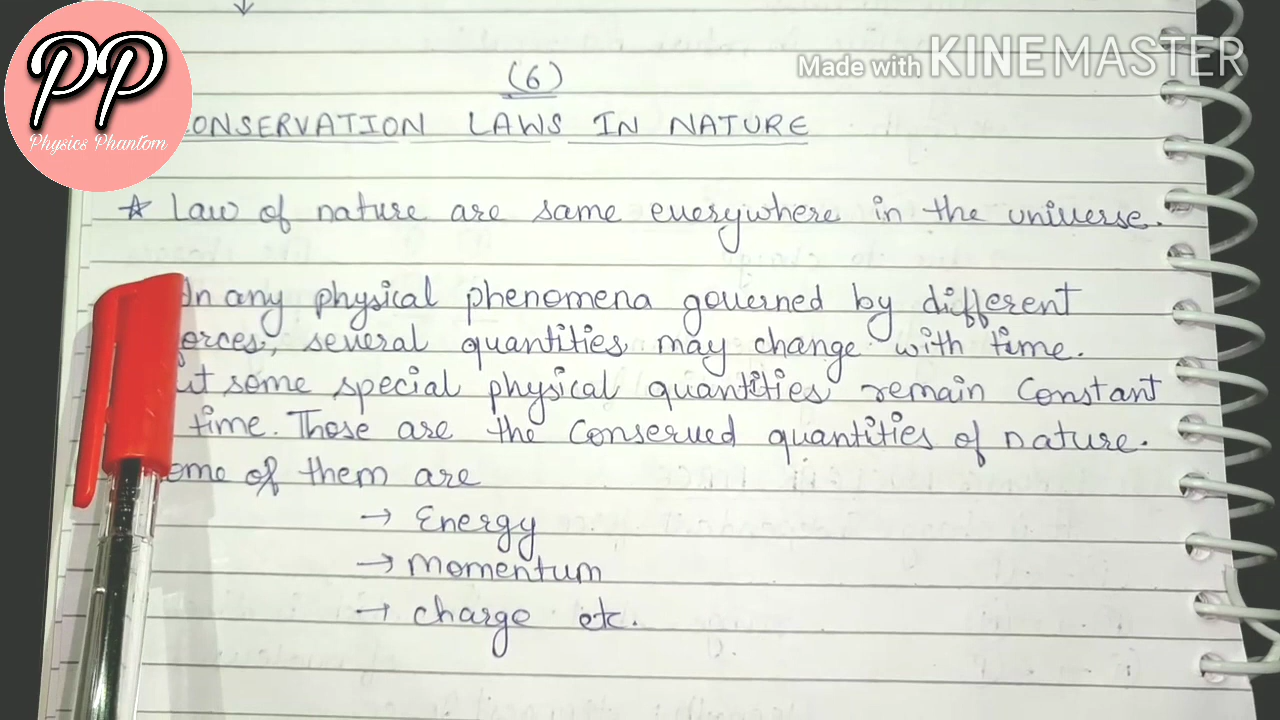 PP
Physics Phantom
Made with KINEMASTER
(6)
ONSERVATION LAWS IN NATURE
☆ Law of nature are same everywhere in the universe.
In any physical phenomena governed by different
forces, several quantities may change with time.
ut some special physical quantities remain constant
time. Those are the conserved quantities of nature.
ome of them are
→ Energy
→ Momentum
→ charge etc.